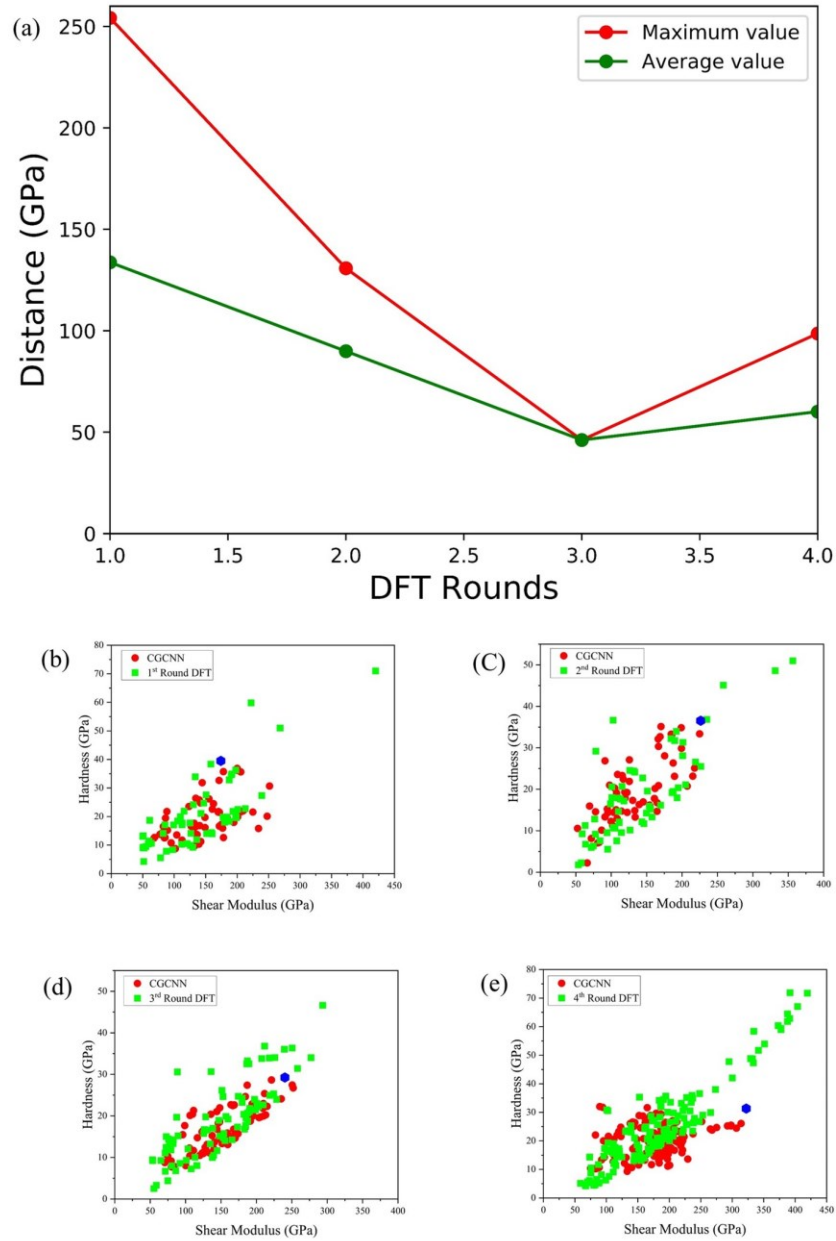 (a)
250
200
150
100
50
0
Distance (GPa)
Maximum value
Average value
1.0 1.5 2.0 2.5 3.0 3.5 4.0
DFT Rounds
(b)
80
70
60
50
40
30
20
10
0
Hardness (GPa)
CGCNN
1st Round DFT
0 50 100 150 200 250 300 350 400 450
Shear Modulus (GPa)
(C)
50
40
30
20
10
0
Hardness (GPa)
CGCNN
2nd Round DFT
0 50 100 150 200 250 300 350 400
Shear Modulus (GPa)
(d)
50
40
30
20
10
0
Hardness (GPa)
CGCNN
3rd Round DFT
0 50 100 150 200 250 300 350 400
Shear Modulus (GPa)
(e)
80
70
60
50
40
30
20
10
0
Hardness (GPa)
CGCNN
4th Round DFT
0 50 100 150 200 250 300 350 400 450
Shear Modulus (GPa)